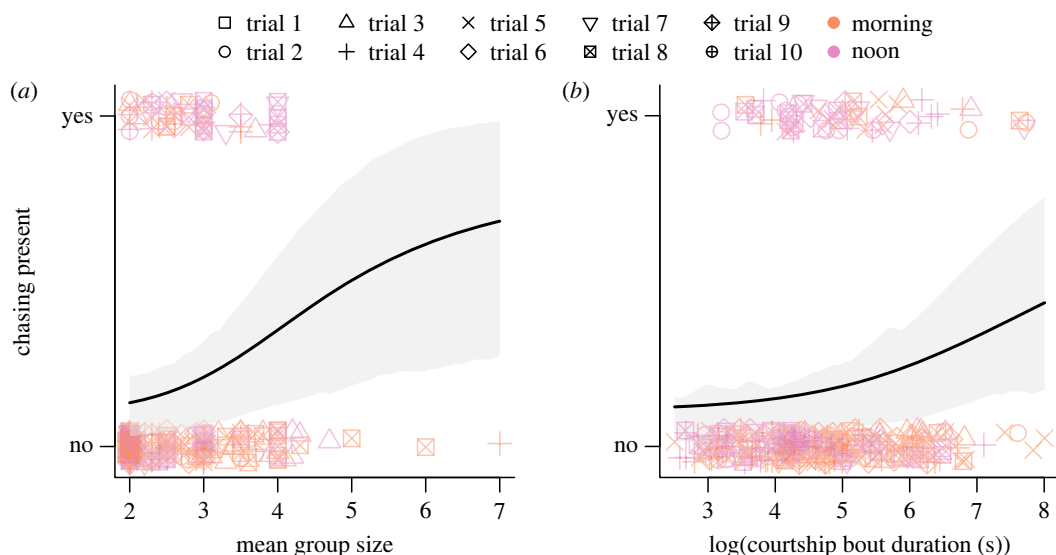 trial 1 trial 3 trial 5 trial 7 trial 9 morning
trial 2 trial 4 trial 6 trial 8 trial 10 noon
(a) (b)
yes yes
chasing present
no no
2 3 4 5 6 7 3 4 5 6 7 8
mean group size log(courtship bout duration (s))